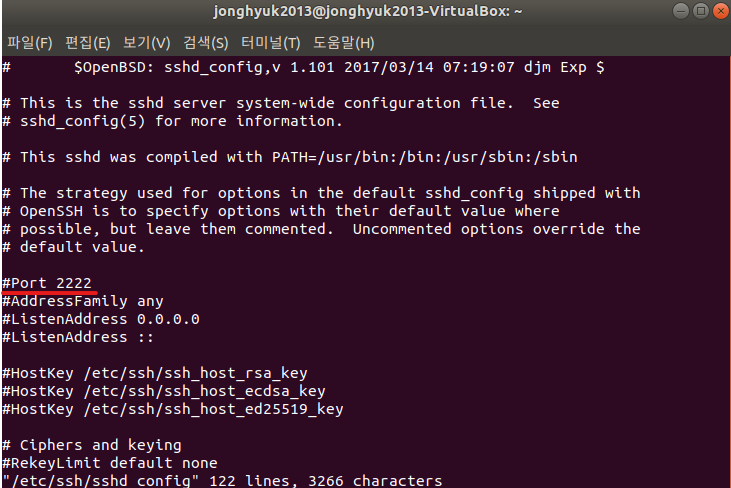 jonghyuk2013@jonghyuk2013-VirtualBox: ~
파일(F) 편집(E) 보기(V) 검색(S) 터미널(T) 도움말(H)
#       $OpenBSD: sshd_config,v 1.101 2017/03/14 07:19:07 djm Exp $
# This is the sshd server system-wide configuration file.  See
# sshd_config(5) for more information.
# This sshd was compiled with PATH=/usr/bin:/bin:/usr/sbin:/sbin
# The strategy used for options in the default sshd_config shipped with
# OpenSSH is to specify options with their default value where
# possible, but leave them commented.  Uncommented options override the
# default value.
#Port 2222
#AddressFamily any
#ListenAddress 0.0.0.0
#ListenAddress ::
#HostKey /etc/ssh/ssh_host_rsa_key
#HostKey /etc/ssh/ssh_host_ecdsa_key
#HostKey /etc/ssh/ssh_host_ed25519_key
# Ciphers and keying
#RekeyLimit default none
"/etc/ssh/sshd_config" 122 lines, 3266 characters